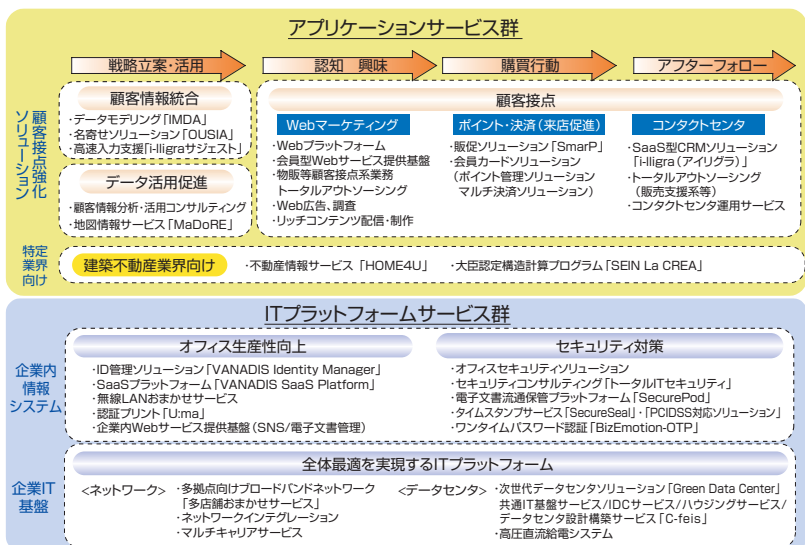 アプリケーションサービス群
戦略立案・活用
認知 興味
購買行動
アフターフォロー
顧客接点強化
ソリューション
顧客情報統合
・データモデリング「IMDA」
・名寄せソリューション「OUSIA」
・高速入力支援「i-lligraサジェスト」
データ活用促進
・顧客情報分析・活用コンサルティング
・地図情報サービス「MaDoRE」
顧客接点
Webマーケティング
・Webプラットフォーム
・会員型Webサービス提供基盤
・物販等顧客接点系業務
トータルアウトソーシング
・Web広告、調査
・リッチコンテンツ配信・制作
ポイント・決済(来店促進)
・販促ソリューション「SmarP」
・会員カードソリューション
(ポイント管理ソリューション
マルチ決済ソリューション)
コンタクトセンタ
・SaaS型CRMソリューション
「i-lligra(アイリグラ)」
・トータルアウトソーシング
(販売支援系等)
・コンタクトセンタ運用サービス
特定
業界
向け
建築不動産業界向け
・不動産情報サービス 「HOME4U」
・大臣認定構造計算プログラム「SEIN La CREA」
ITプラットフォームサービス群
企業内
情報
システム
オフィス生産性向上
・ID管理ソリューション「VANADIS Identity Manager」
・SaaSプラットフォーム「VANADIS SaaS Platform」
・無線LANおまかせサービス
・認証プリント「U:ma」
・企業内Webサービス提供基盤(SNS/電子文書管理)
セキュリティ対策
・オフィスセキュリティソリューション
・セキュリティコンサルティング「トータルITセキュリティ」
・電子文書流通保管プラットフォーム「SecurePod」
・タイムスタンプサービス「SecureSeal」・「PCIDSS対応ソリューション」
・ワンタイムパスワード認証「BizEmotion-OTP」
企業IT
基盤
全体最適を実現するITプラットフォーム
<ネットワーク>
・多拠点向けブロードバンドネットワーク
「多店舗おまかせサービス」
・ネットワークインテグレーション
・マルチキャリアサービス
<データセンタ>
・次世代データセンタソリューション「Green Data Center」
共通IT基盤サービス/IDCサービス/ハウジングサービス/
データセンタ設計構築サービス「C-feis」
・高圧直流給電システム